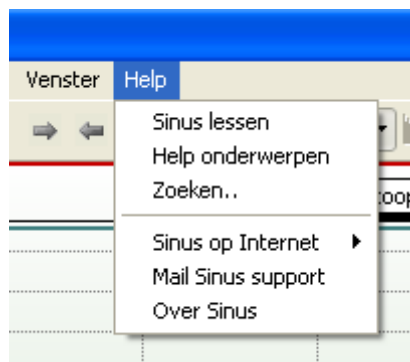 Venster Help
Sinus lessen
Help onderwerpen
Zoeken..
Sinus op Internet
Mail Sinus support
Over Sinus